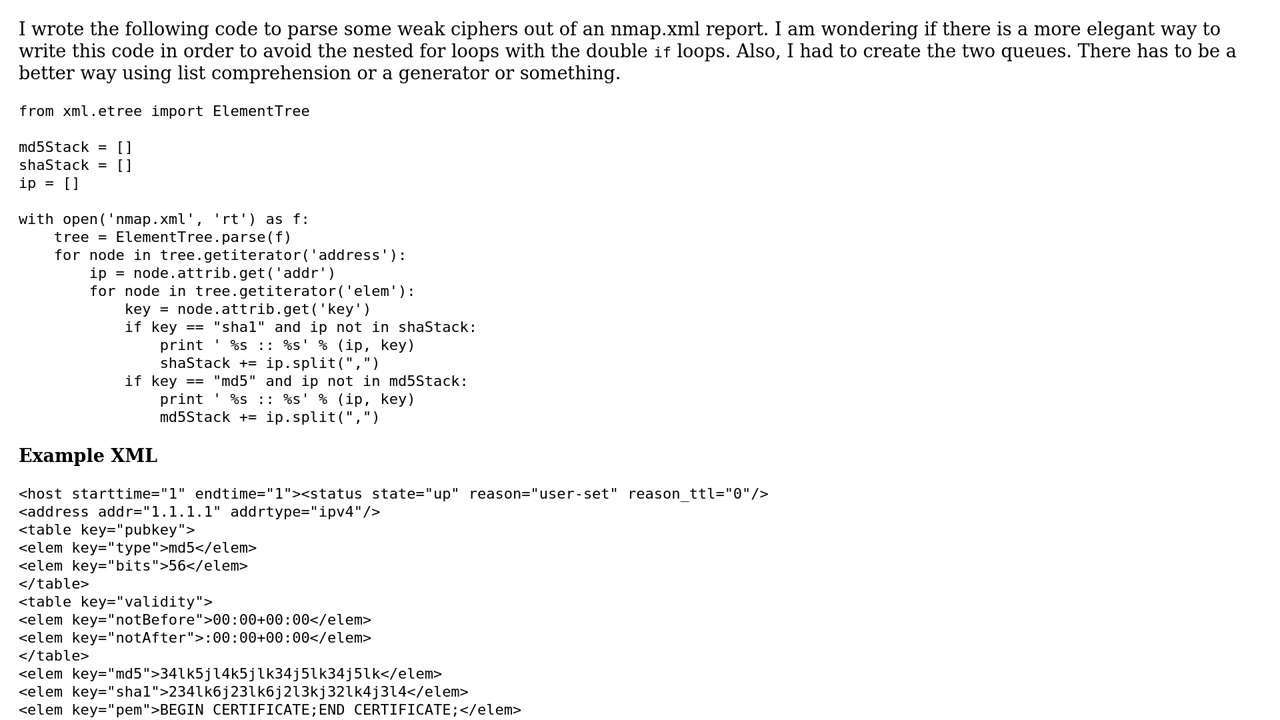 I wrote the following code to parse some weak ciphers out of an nmap.xml report. I am wondering if there is a more elegant way to
write this code in order to avoid the nested for loops with the double if loops. Also, I had to create the two queues. There has to be a
better way using list comprehension or a generator or something.
from xml.etree import ElementTree
md5Stack = []
shaStack = []
ip = []
with open('nmap.xml', 'rt') as f:
    tree = ElementTree.parse(f)
    for node in tree.getiterator('address'):
        ip = node.attrib.get('addr')
        for node in tree.getiterator('elem'):
            key = node.attrib.get('key')
            if key == "sha1" and ip not in shaStack:
                print ' %s :: %s' % (ip, key)
                shaStack += ip.split(",")
            if key == "md5" and ip not in md5Stack:
                print ' %s :: %s' % (ip, key)
                md5Stack += ip.split(",")
Example XML
<host starttime="1" endtime="1"><status state="up" reason="user-set" reason_ttl="0"/>
<address addr="1.1.1.1" addrtype="ipv4"/>
<table key="pubkey">
<elem key="type">md5</elem>
<elem key="bits">56</elem>
</table>
<table key="validity">
<elem key="notBefore">00:00+00:00</elem>
<elem key="notAfter">:00:00+00:00</elem>
</table>
<elem key="md5">34lk5jl4k5jlk34j5lk34j5lk</elem>
<elem key="sha1">234lk6j23lk6j2l3kj32lk4j3l4</elem>
<elem key="pem">BEGIN CERTIFICATE;END CERTIFICATE;</elem>